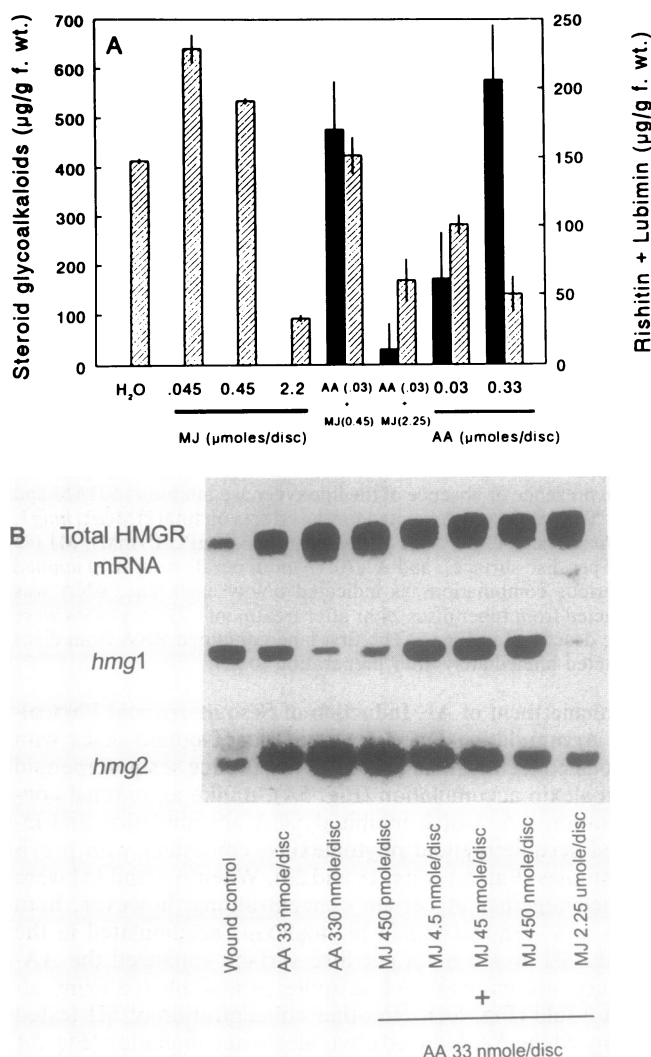 A
Steroid glycoalkaloids (µg/g f. wt.)
700
600
500
400
300
200
100
0
250
200
150
100
50
0
Rishitin + Lubimin (µg/g f. wt.)
H₂O
.045
0.45
2.2
AA (.03)
+
MJ(0.45)
AA (.03)
+
MJ(2.25)
0.03
0.33
MJ (µmoles/disc)
AA (µmoles/disc)
B
Total HMGR
mRNA
hmg1
hmg2
Wound control
AA 33 nmole/disc
AA 330 nmole/disc
MJ 450 pmole/disc
MJ 4.5 nmole/disc
MJ 45 nmole/disc
MJ 450 nmole/disc
MJ 2.25 umole/disc
+
AA 33 nmole/disc